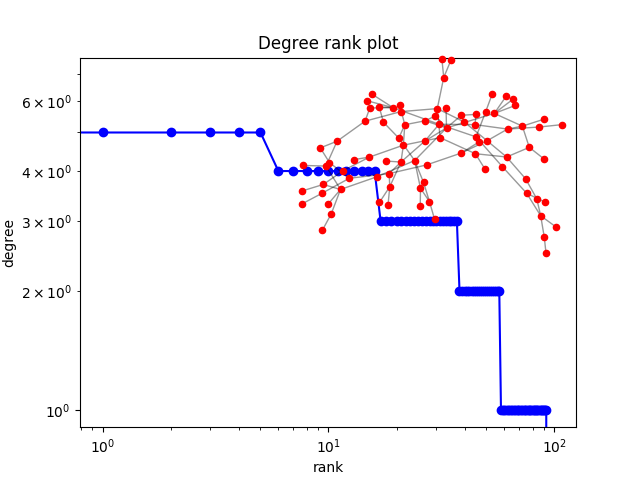 Degree rank plot
degree
6 × 10⁰
4 × 10⁰
3 × 10⁰
2 × 10⁰
10⁰
10⁰ 10¹ 10²
rank